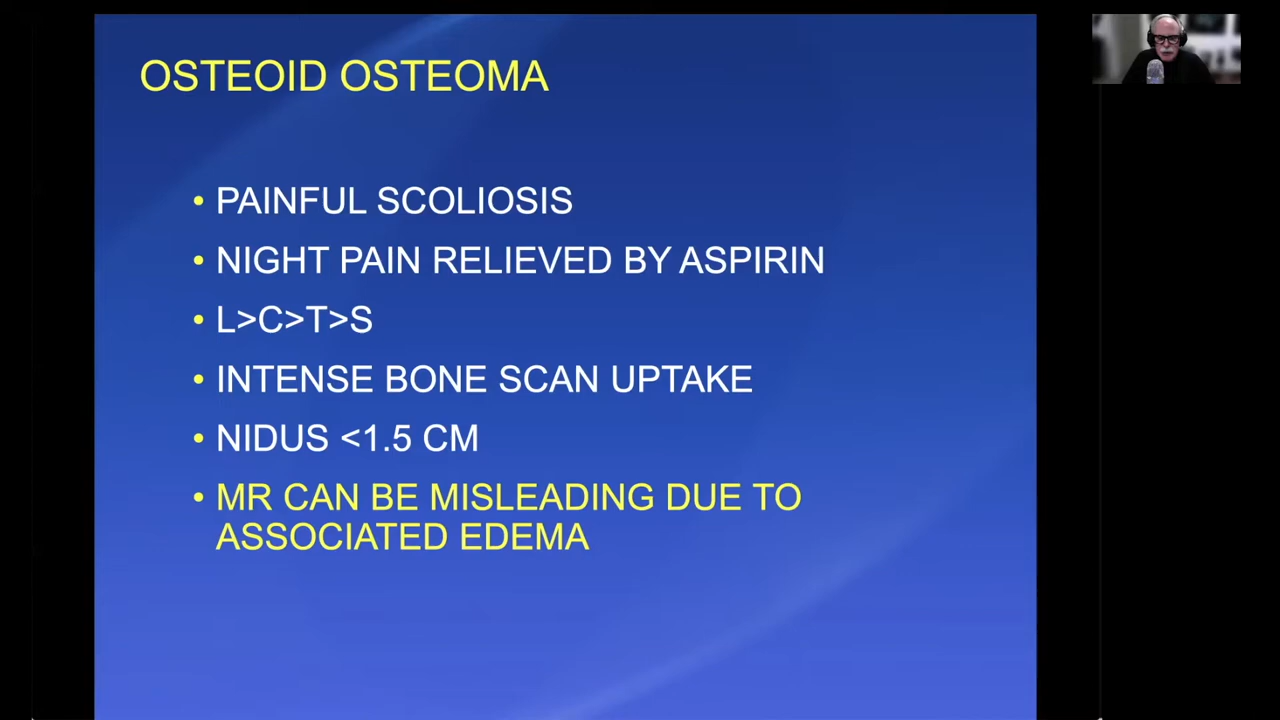 OSTEOID OSTEOMA
• PAINFUL SCOLIOSIS
• NIGHT PAIN RELIEVED BY ASPIRIN
• L>C>T>S
• INTENSE BONE SCAN UPTAKE
• NIDUS <1.5 CM
• MR CAN BE MISLEADING DUE TO
ASSOCIATED EDEMA